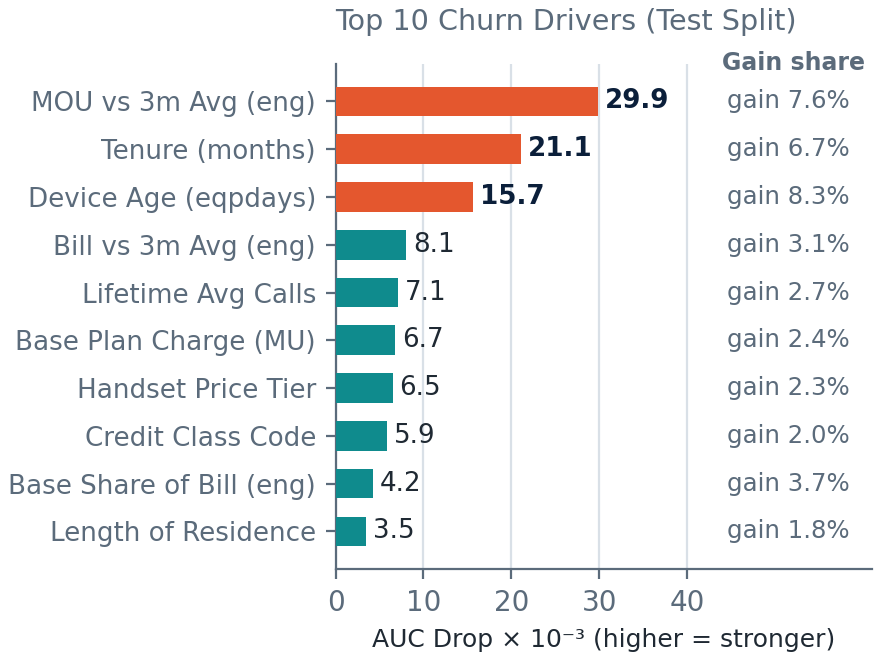 Top 10 Churn Drivers (Test Split)
Gain share
MOU vs 3m Avg (eng) 29.9 gain 7.6%
Tenure (months) 21.1 gain 6.7%
Device Age (eqpdays) 15.7 gain 8.3%
Bill vs 3m Avg (eng) 8.1 gain 3.1%
Lifetime Avg Calls 7.1 gain 2.7%
Base Plan Charge (MU) 6.7 gain 2.4%
Handset Price Tier 6.5 gain 2.3%
Credit Class Code 5.9 gain 2.0%
Base Share of Bill (eng) 4.2 gain 3.7%
Length of Residence 3.5 gain 1.8%
0 10 20 30 40
AUC Drop × 10⁻³ (higher = stronger)